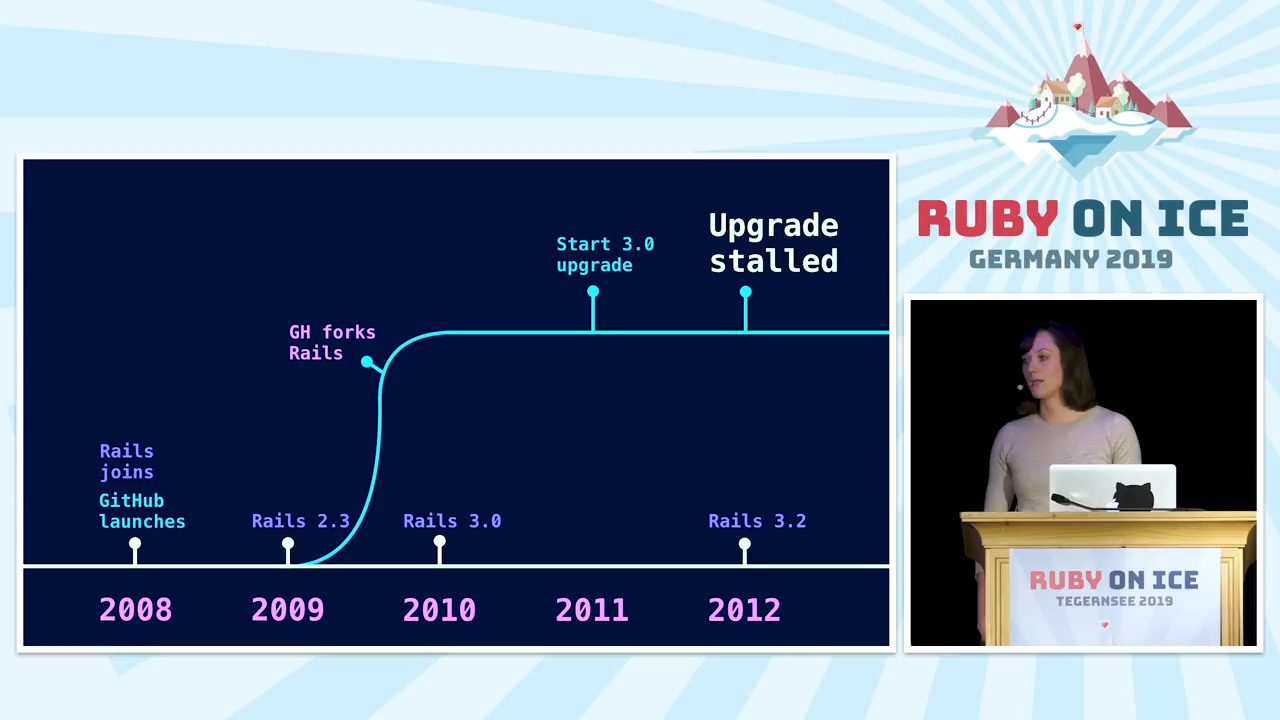 RUBY ON ICE
GERMANY 2019
Upgrade
stalled
Start 3.0
upgrade
GH forks
Rails
Rails
joins
GitHub
launches
Rails 2.3
Rails 3.0
Rails 3.2
2008
2009
2010
2011
2012
RUBY ON ICE
TEGERNSEE 2019